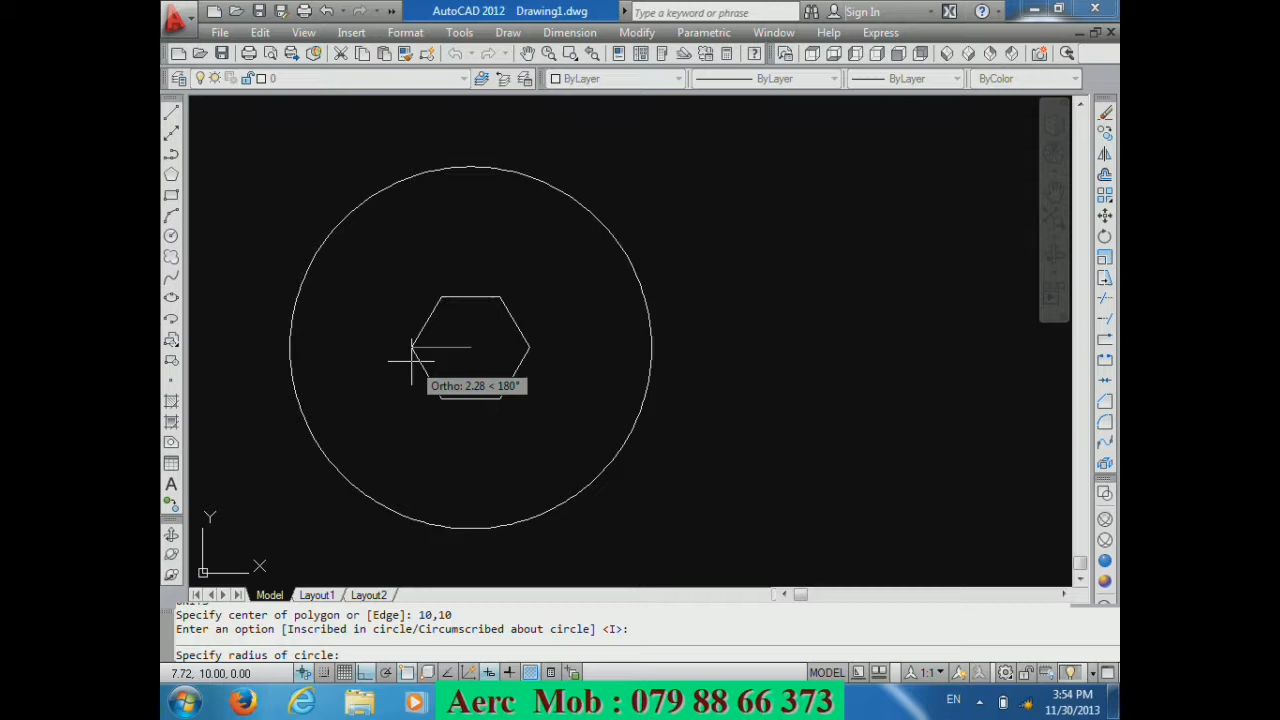 AutoCAD 2012 Drawing1.dwg
Type a keyword or phrase
Sign In
File Edit View Insert Format Tools Draw Dimension Modify Parametric Window Help Express
0
ByLayer
ByLayer
ByLayer
ByColor
Ortho: 2.28 < 180°
Y
X
A
Model Layout1 Layout2
UNITS
Specify center of polygon or [Edge]: 10,10
Enter an option [Inscribed in circle/Circumscribed about circle] <I>:
Specify radius of circle:
7.72, 10.00, 0.00
MODEL
1:1
Aerc Mob : 079 88 66 373
EN
3:54 PM
11/30/2013